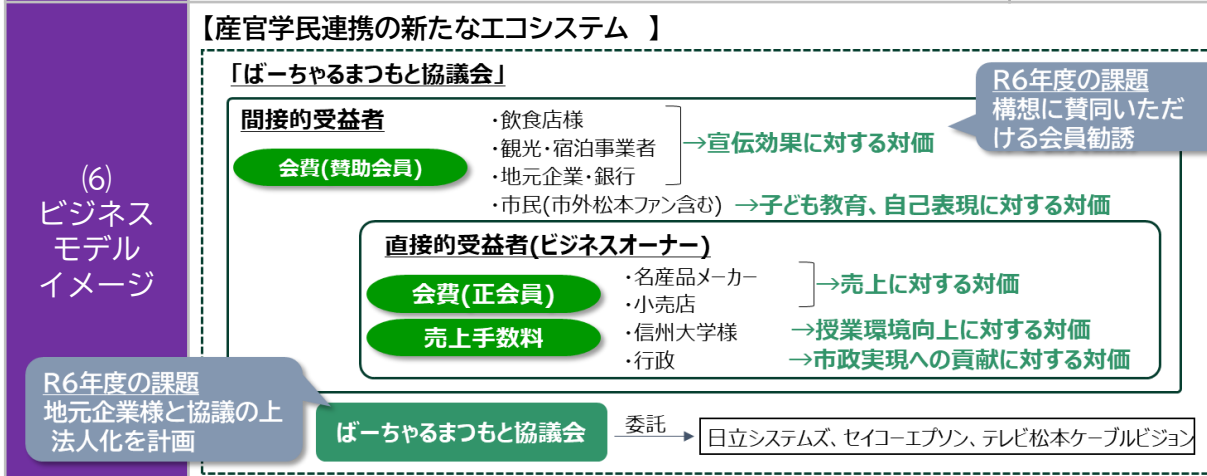 【産官学民連携の新たなエコシステム 】
「ばーちゃるまつもと協議会」
R6年度の課題
構想に賛同いただ
ける会員勧誘
間接的受益者
会費(賛助会員)
・飲食店様
・観光・宿泊事業者
・地元企業・銀行
→宣伝効果に対する対価
・市民(市外松本ファン含む) →子ども教育、自己表現に対する対価
(6)
ビジネス
モデル
イメージ
直接的受益者(ビジネスオーナー)
会費(正会員)
売上手数料
・名産品メーカー
・小売店
→売上に対する対価
・信州大学様 →授業環境向上に対する対価
・行政 →市政実現への貢献に対する対価
R6年度の課題
地元企業様と協議の上
法人化を計画
ばーちゃるまつもと協議会
委託
日立システムズ、セイコーエプソン、テレビ松本ケーブルビジョン